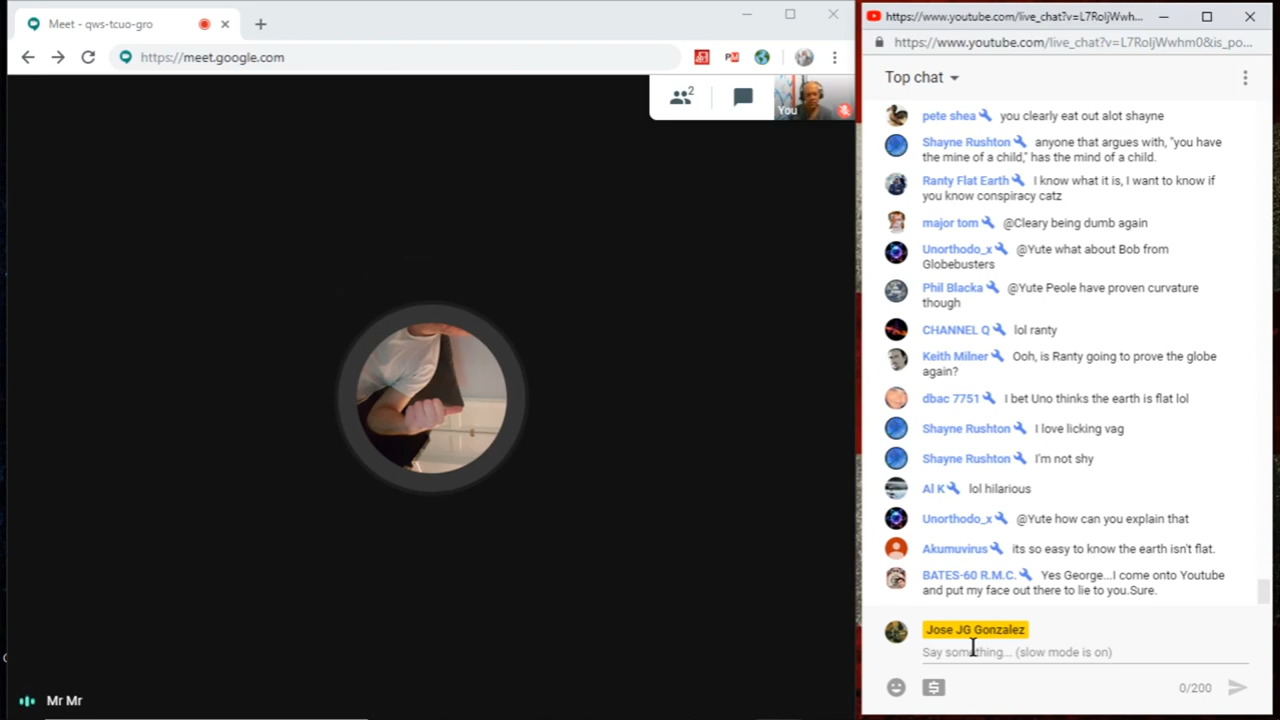 Meet - qws-tcuo-gro
https://meet.google.com
PM
2
You
Mr Mr
https://www.youtube.com/live_chat?v=L7RoIjWwh...
https://www.youtube.com/live_chat?v=L7RoIjWwhm0&is_po...
Top chat
pete shea you clearly eat out alot shayne
Shayne Rushton anyone that argues with, "you have
the mine of a child," has the mind of a child.
Ranty Flat Earth I know what it is, I want to know if
you know conspiracy catz
major tom @Cleary being dumb again
Unorthodo_x @Yute what about Bob from
Globebusters
Phil Blacka @Yute Peole have proven curvature
though
CHANNEL Q lol ranty
Keith Milner Ooh, is Ranty going to prove the globe
again?
dbac 7751 I bet Uno thinks the earth is flat lol
Shayne Rushton I love licking vag
Shayne Rushton I'm not shy
Al K lol hilarious
Unorthodo_x @Yute how can you explain that
Akumuvirus its so easy to know the earth isn't flat.
BATES-60 R.M.C. Yes George...I come onto Youtube
and put my face out there to lie to you.Sure.
Jose JG Gonzalez
Say something... (slow mode is on)
0/200